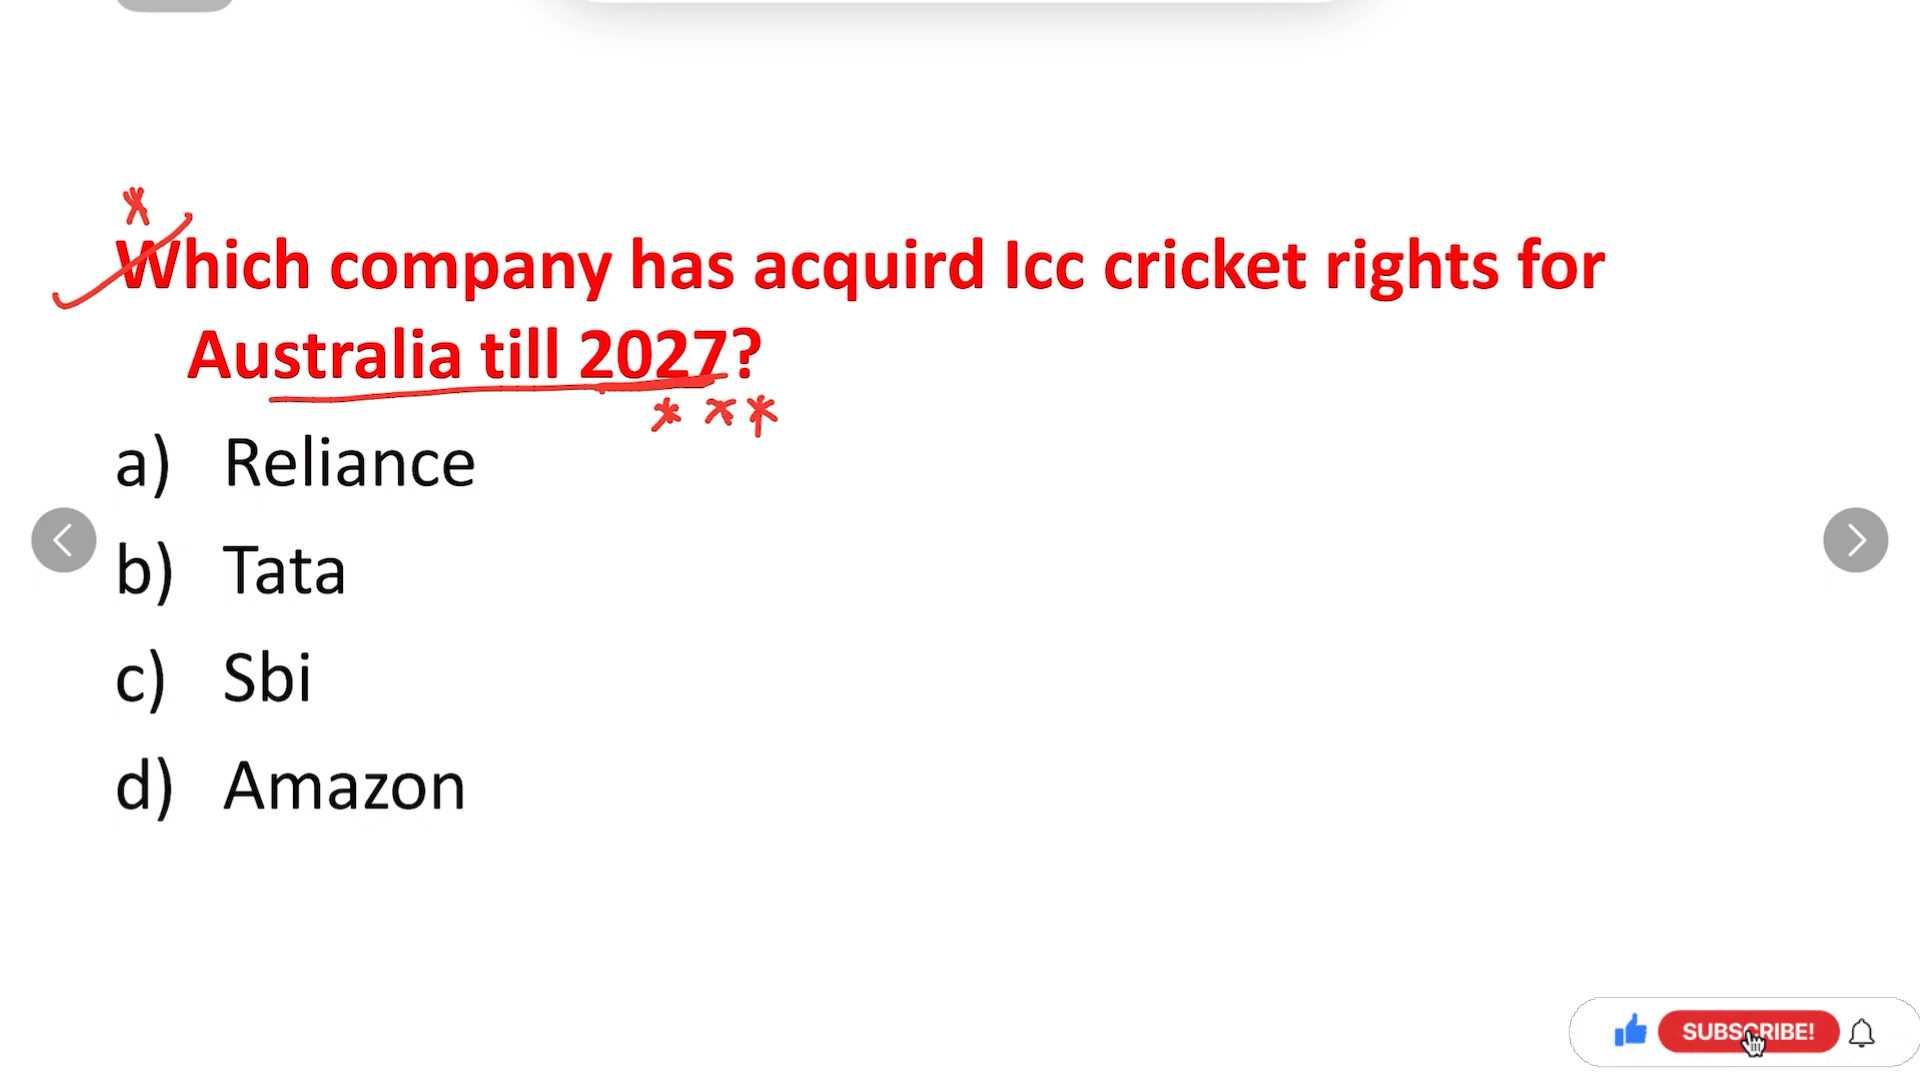 Which company has acquird Icc cricket rights for
Australia till 2027?
a) Reliance
b) Tata
c) Sbi
d) Amazon
SUBSCRIBE!